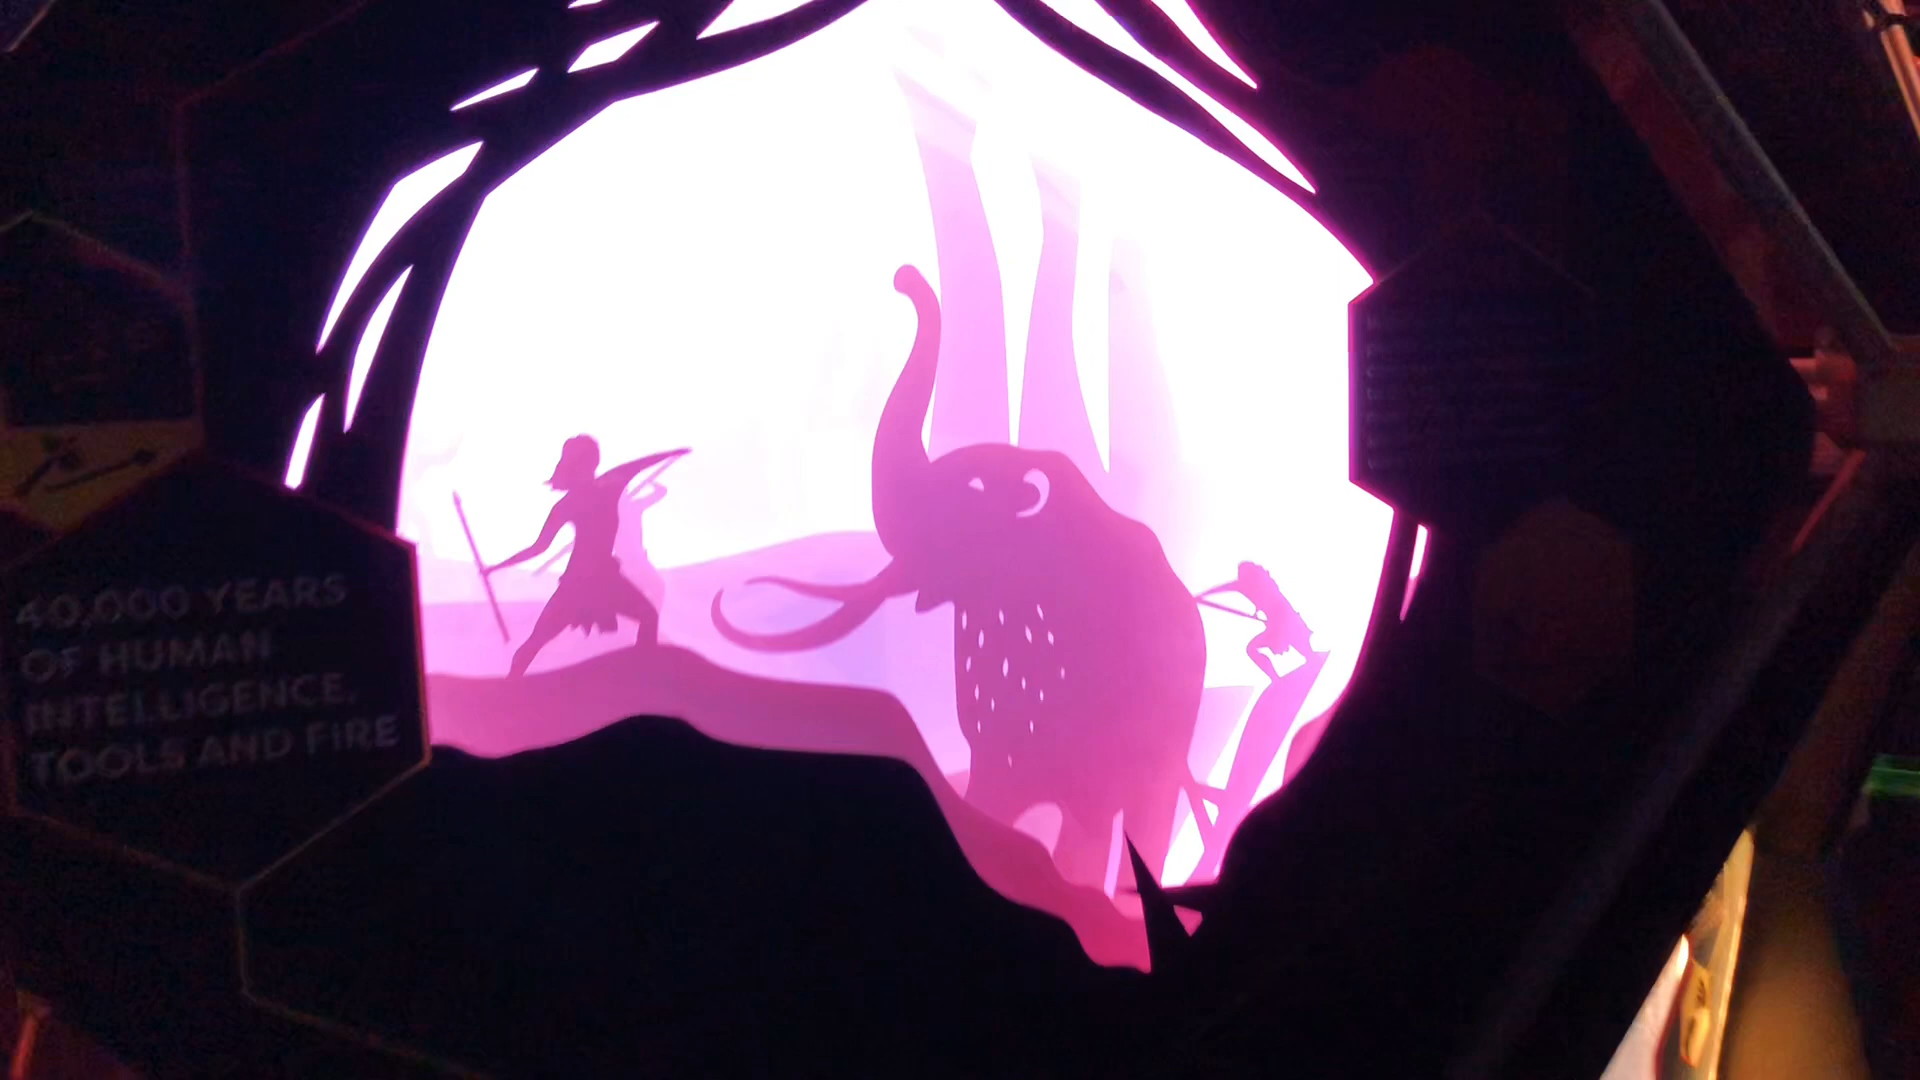 40,000 YEARS
OF HUMAN
INTELLIGENCE,
TOOLS AND FIRE